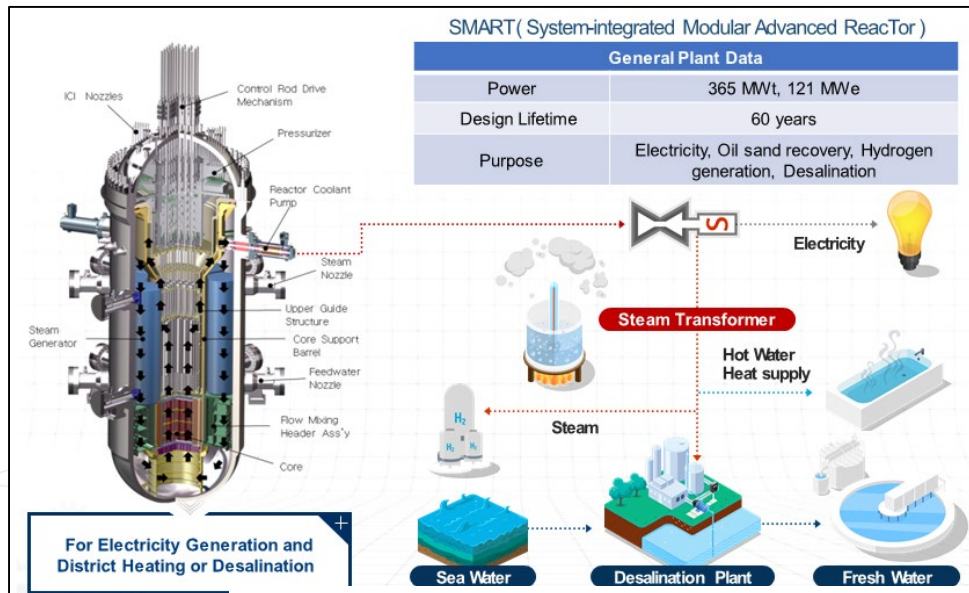 SMART( System-integrated Modular Advanced ReacTor )
General Plant Data
Power
365 MWt, 121 MWe
Design Lifetime
60 years
Purpose
Electricity, Oil sand recovery, Hydrogen
generation, Desalination
Control Rod Drive
Mechanism
ICI Nozzles
Pressurizer
Reactor Coolant
Pump
Steam
Nozzle
Upper Guide
Structure
Steam
Generator
Core Support
Barrel
Feedwater
Nozzle
Flow Mixing
Header Ass'y
Core
S
Electricity
Steam Transformer
Hot Water
Heat supply
Steam
H2
H2
H2
For Electricity Generation and
District Heating or Desalination
Sea Water
Desalination Plant
Fresh Water